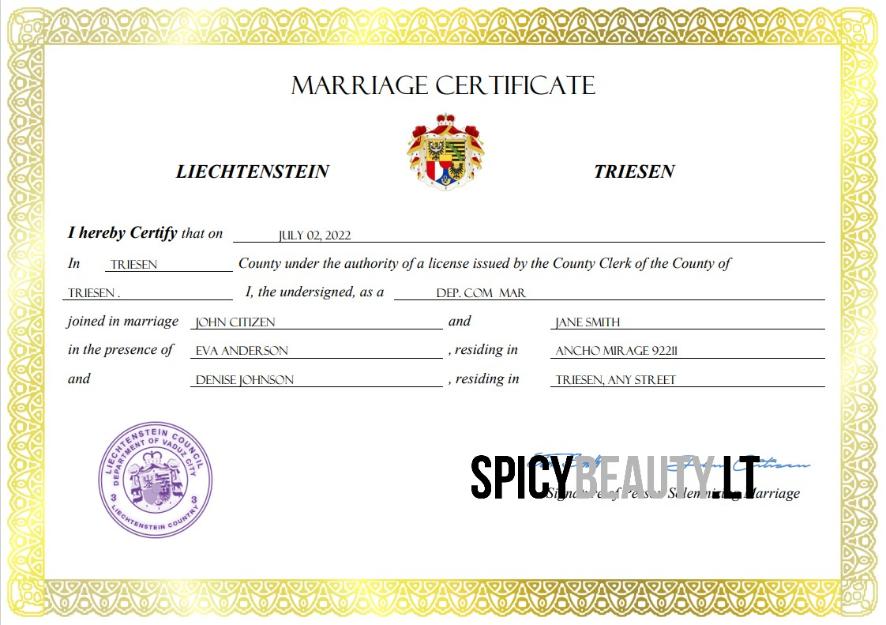 MARRIAGE CERTIFICATE
LIECHTENSTEIN TRIESEN
I hereby Certify that on JULY 02, 2022
In TRIESEN County under the authority of a license issued by the County Clerk of the County of
TRIESEN . I, the undersigned, as a DEP. COM MAR
joined in marriage JOHN CITIZEN and JANE SMITH
in the presence of EVA ANDERSON , residing in ANCHO MIRAGE 92211
and DENISE JOHNSON , residing in TRIESEN, ANY STREET
LIECHTENSTEIN COUNCIL
DEPARTMENT OF VADUZ CITY
3 3
LIECHTENSTEIN COUNTRY
SPICYBEAUTY.LT
Signature of Person Solemnizing Marriage